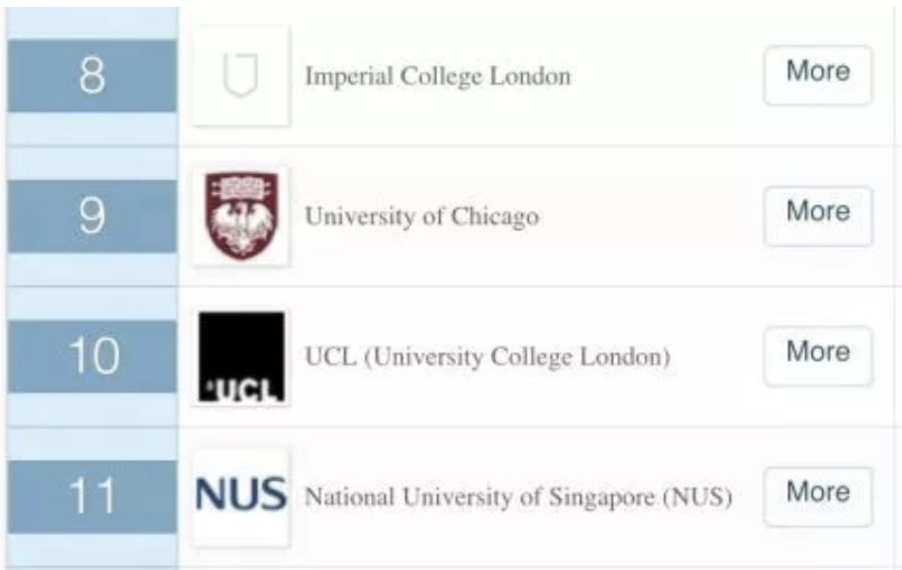 8 Imperial College London More
9 University of Chicago More
10 UCL UCL (University College London) More
11 NUS National University of Singapore (NUS) More